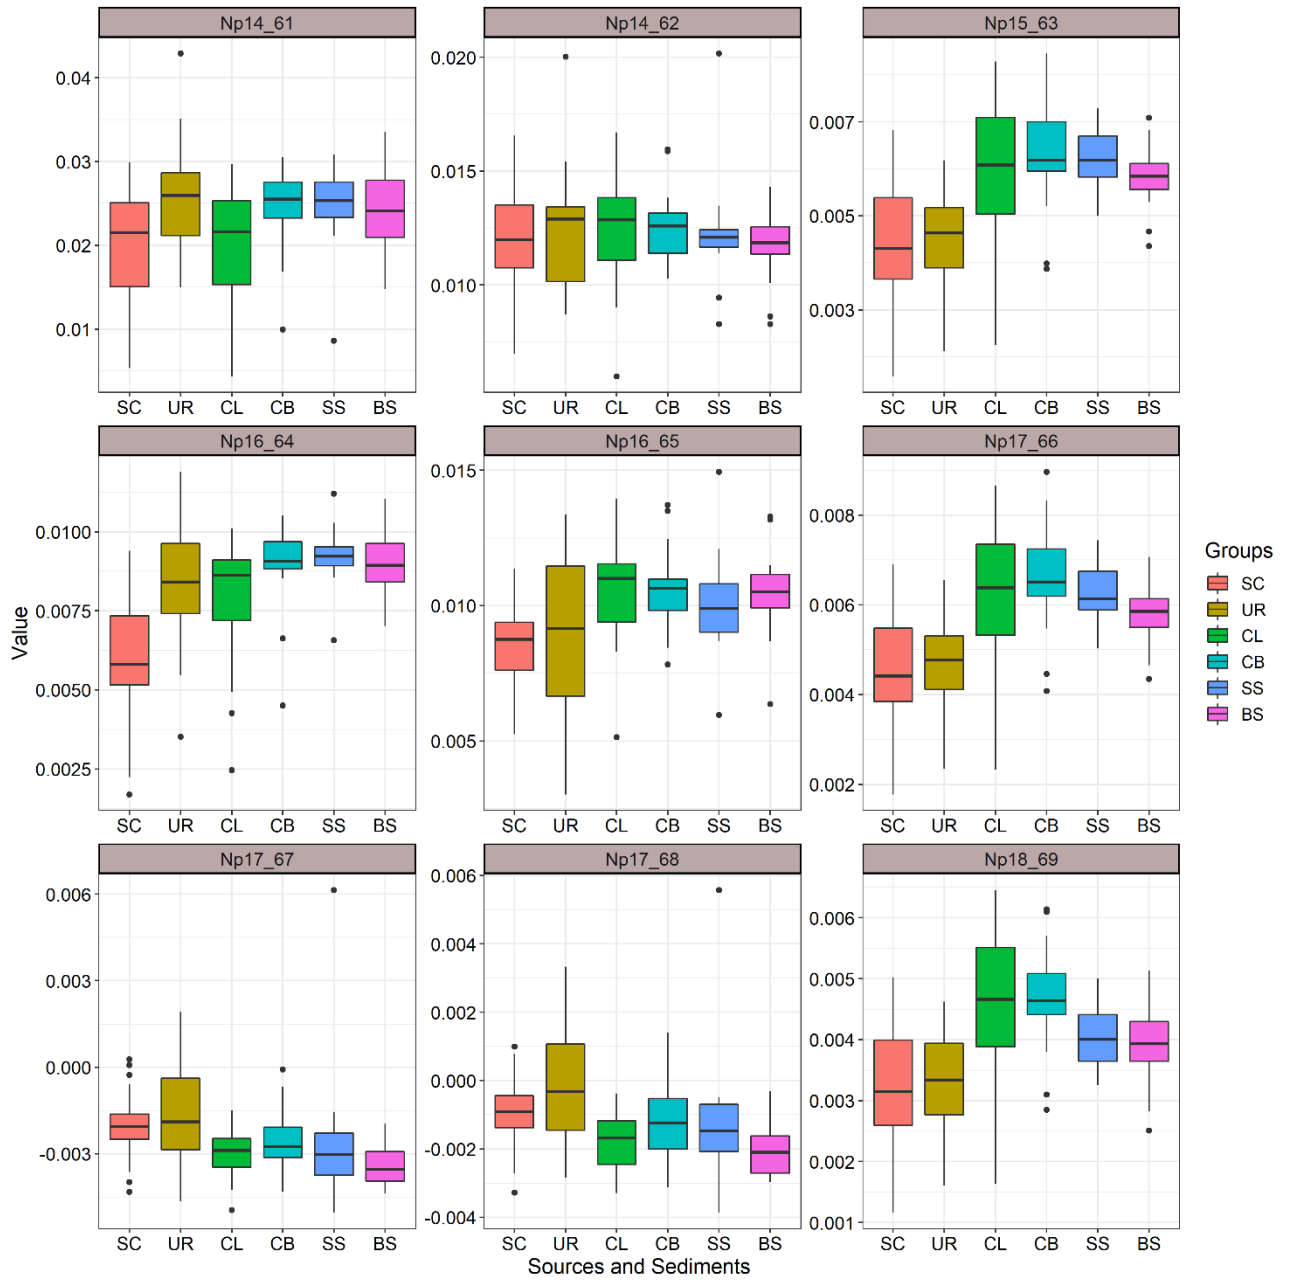 Np14_61 Np14_62 Np15_63
0.04
0.03
0.02
0.01
0.020
0.015
0.010
0.007
0.005
0.003
SC UR CL CB SS BS SC UR CL CB SS BS SC UR CL CB SS BS
Np16_64 Np16_65 Np17_66
0.0100
0.0075
0.0050
0.0025
0.015
0.010
0.005
0.008
0.006
0.004
0.002
SC UR CL CB SS BS SC UR CL CB SS BS SC UR CL CB SS BS
Np17_67 Np17_68 Np18_69
0.006
0.003
0.000
-0.003
0.006
0.004
0.002
0.000
-0.002
-0.004
0.006
0.005
0.004
0.003
0.002
0.001
SC UR CL CB SS BS SC UR CL CB SS BS SC UR CL CB SS BS
Value
Sources and Sediments
Groups
SC
UR
CL
CB
SS
BS